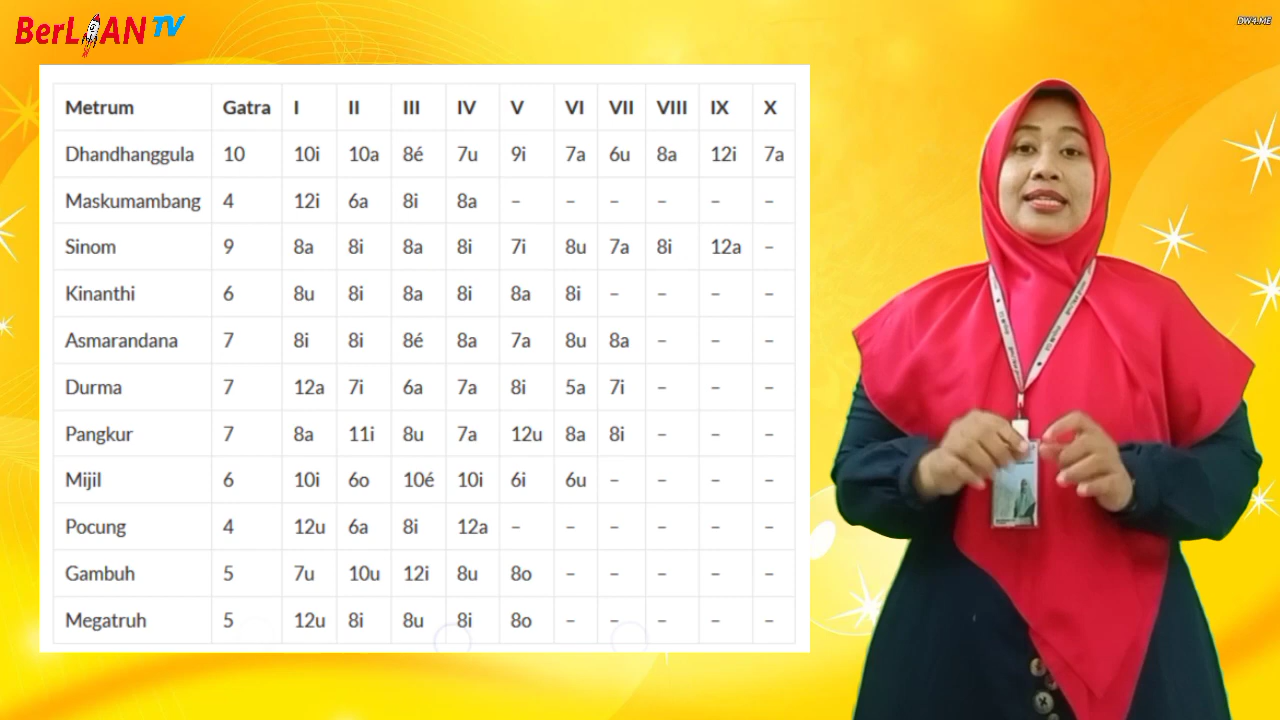 BerLIAN TV
DW4.ME
Metrum Gatra I II III IV V VI VII VIII IX X
Dhandhanggula 10 10i 10a 8é 7u 9i 7a 6u 8a 12i 7a
Maskumambang 4 12i 6a 8i 8a – – – – – –
Sinom 9 8a 8i 8a 8i 7i 8u 7a 8i 12a –
Kinanthi 6 8u 8i 8a 8i 8a 8i – – – –
Asmarandana 7 8i 8i 8é 8a 7a 8u 8a – – –
Durma 7 12a 7i 6a 7a 8i 5a 7i – – –
Pangkur 7 8a 11i 8u 7a 12u 8a 8i – – –
Mijil 6 10i 6o 10é 10i 6i 6u – – – –
Pocung 4 12u 6a 8i 12a – – – – – –
Gambuh 5 7u 10u 12i 8u 8o – – – – –
Megatruh 5 12u 8i 8u 8i 8o – – – – –